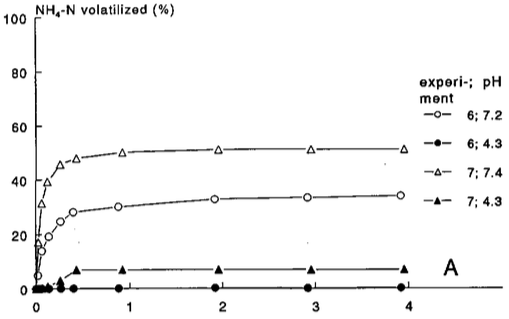 NH₄-N volatilized (%)
100
80
60
40
20
0
experi-; pH
ment
6; 7.2
6; 4.3
7; 7.4
7; 4.3
A
0 1 2 3 4